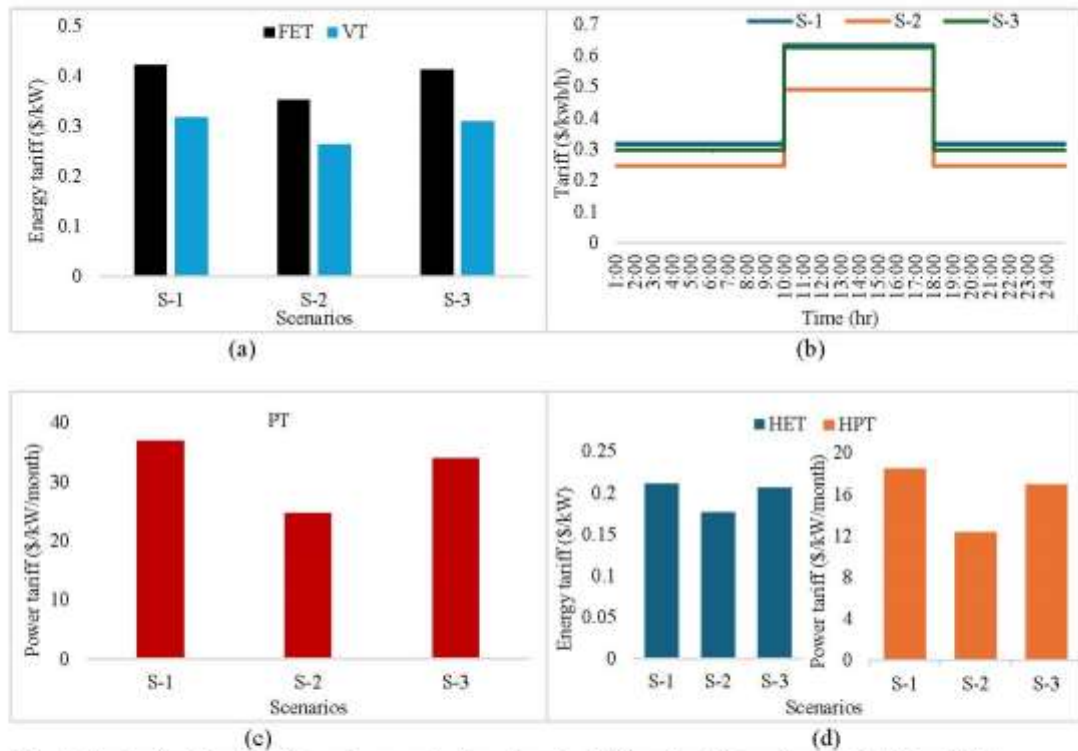 0.5
0.4
0.3
0.2
0.1
0
Energy tariff ($/kW)
FET VT
S-1 S-2 S-3
Scenarios
(a)
0.7
0.6
0.5
0.4
0.3
0.2
0.1
0
Tariff ($/kwh/h)
S-1 S-2 S-3
1:00
2:00
3:00
4:00
5:00
6:00
7:00
8:00
9:00
10:00
11:00
12:00
13:00
14:00
15:00
16:00
17:00
18:00
19:00
20:00
21:00
22:00
23:00
24:00
Time (hr)
(b)
PT
40
30
20
10
0
Power tariff ($/kW/month)
S-1 S-2 S-3
Scenarios
(c)
HET HPT
0.25
0.2
0.15
0.1
0.05
0
Energy tariff ($/kW)
S-1 S-2 S-3
20
16
12
8
4
0
Power tariff ($/kW/month)
S-1 S-2 S-3
Scenarios
(d)